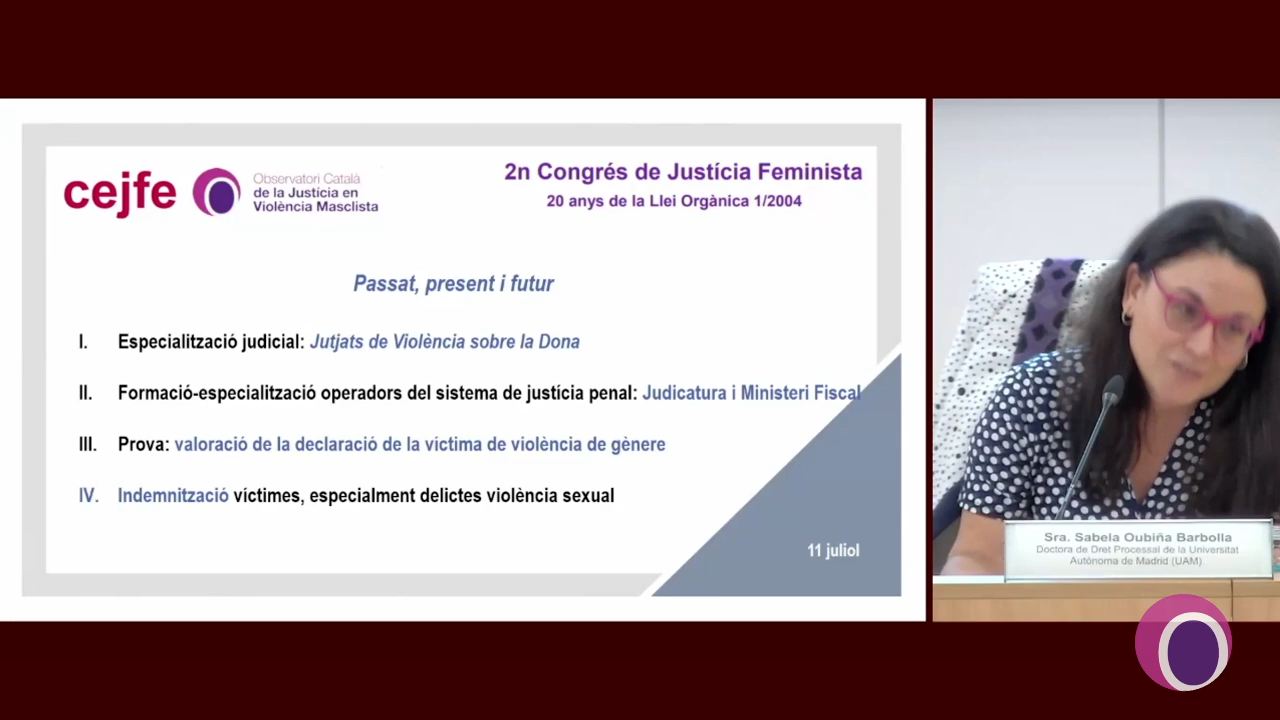 cejfe
Observatori Català
de la Justícia en
Violència Masclista
2n Congrés de Justícia Feminista
20 anys de la Llei Orgànica 1/2004
Passat, present i futur
I. Especialització judicial: Jutjats de Violència sobre la Dona
II. Formació-especialització operadors del sistema de justícia penal: Judicatura i Ministeri Fiscal
III. Prova: valoració de la declaració de la víctima de violència de gènere
IV. Indemnització víctimes, especialment delictes violència sexual
11 juliol
Sra. Sabela Oubiña Barbolla
Doctora de Dret Processal de la Universitat
Autònoma de Madrid (UAM)